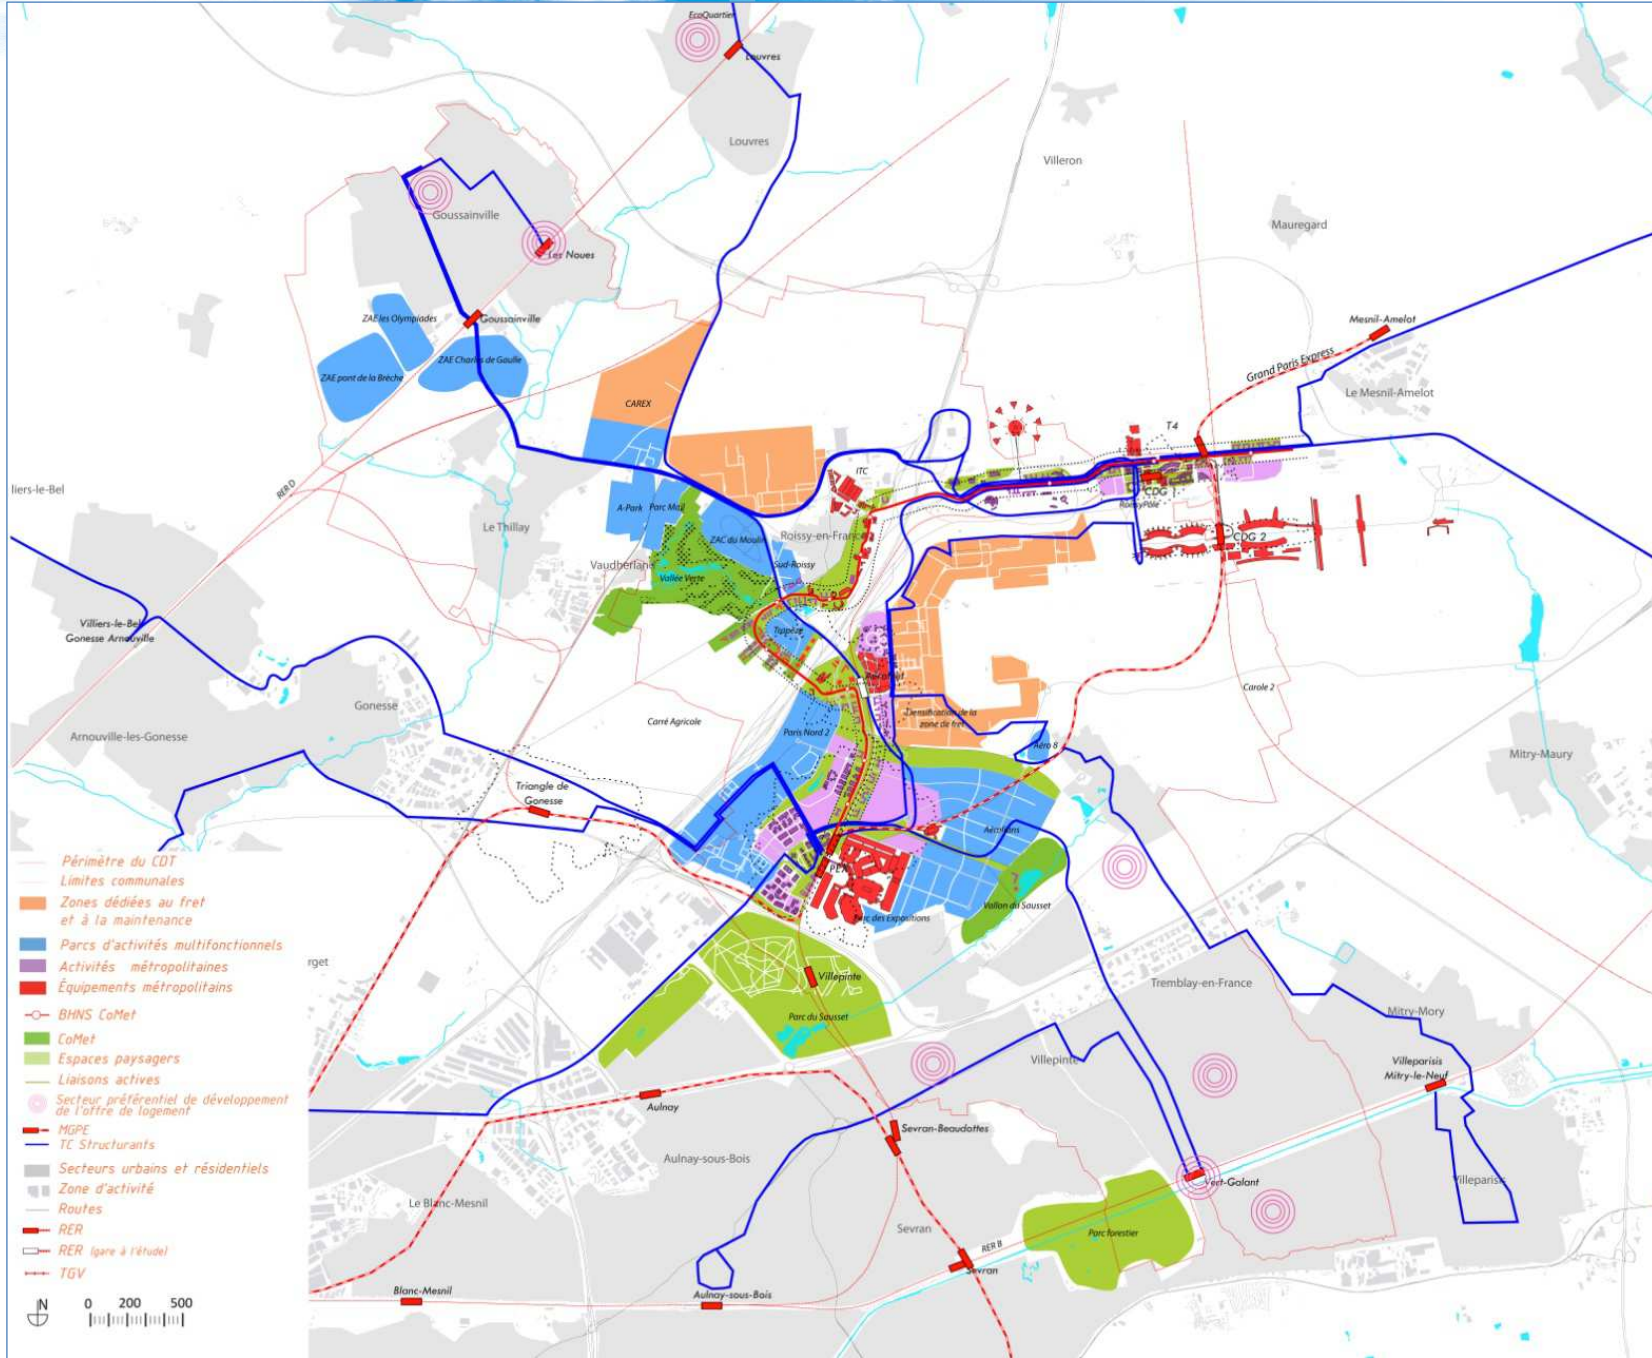 EcoQuartier
Louvres
Louvres
Villeron
Goussainville
Mauregard
Les Noues
ZAE les Olympiades
Goussainville
Mesnil-Amelot
ZAE Charles de Gaulle
Grand Paris Express
ZAE pont de la Brèche
Le Mesnil-Amelot
CAREX
T4
ITC
liers-le-Bel
RER D
CDG 1
RoissyPôle
A-Park
Parc Mail
Le Thillay
ZAC du Moulin
Roissy-en-France
CDG 2
Vaudherland
Sud-Roissy
Vallée Verte
Villiers-le-Bel
Gonesse Arnouville
Trapèze
Carole 2
Gonesse
Carré Agricole
Densification de la
zone de fret
Arnouville-les-Gonesse
Paris Nord 2
Aéro 8
Mitry-Maury
Triangle de
Gonesse
Aérolians
PEX
Vallon du Sausset
Parc des Expositions
rget
Villepinte
Tremblay-en-France
Parc du Sausset
Mitry-Mory
Villepinte
Villeparisis
Mitry-le-Neuf
Aulnay
Sevran-Beaudottes
Aulnay-sous-Bois
Vert-Galant
Villeparisis
Le Blanc-Mesnil
Sevran
Parc forestier
RER B
Sevran
Blanc-Mesnil
Aulnay-sous-Bois
Périmètre du CDT
Limites communales
Zones dédiées au fret
et à la maintenance
Parcs d'activités multifonctionnels
Activités métropolitaines
Équipements métropolitains
BHNS CoMet
CoMet
Espaces paysagers
Liaisons actives
Secteur préférentiel de développement
de l'offre de logement
MGPE
TC Structurants
Secteurs urbains et résidentiels
Zone d'activité
Routes
RER
RER (gare à l'étude)
TGV
N
0 200 500